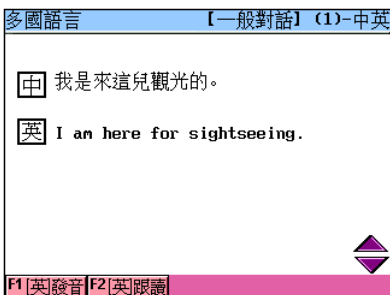 多國語言 【一般對話】(1)-中英
中 我是來這兒觀光的。
英 I am here for sightseeing.
F1[英]發音 F2[英]跟讀